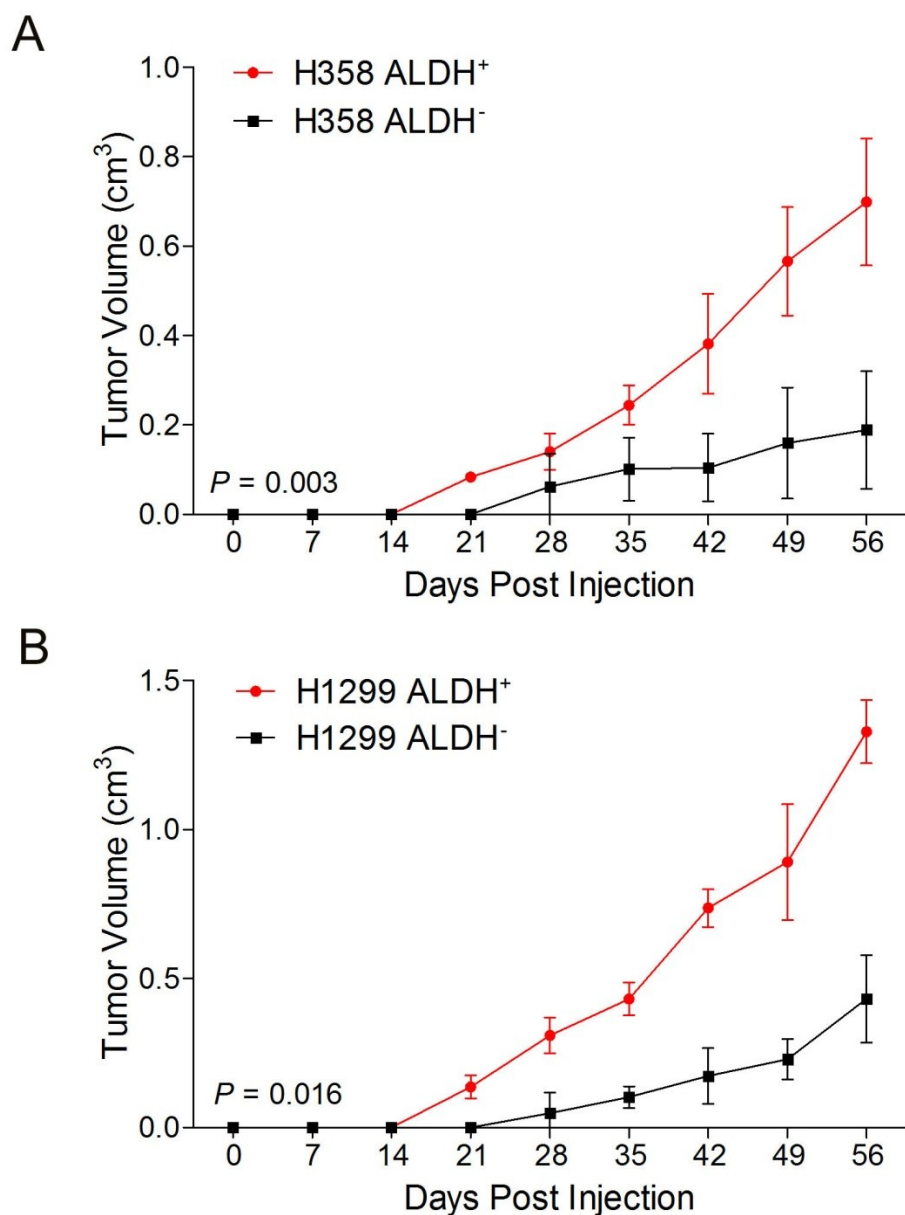 A
1.0
H358 ALDH⁺
H358 ALDH⁻
0.8
0.6
0.4
0.2
0.0
Tumor Volume (cm³)
P = 0.003
0 7 14 21 28 35 42 49 56
Days Post Injection
B
1.5
H1299 ALDH⁺
H1299 ALDH⁻
1.0
0.5
0.0
Tumor Volume (cm³)
P = 0.016
0 7 14 21 28 35 42 49 56
Days Post Injection